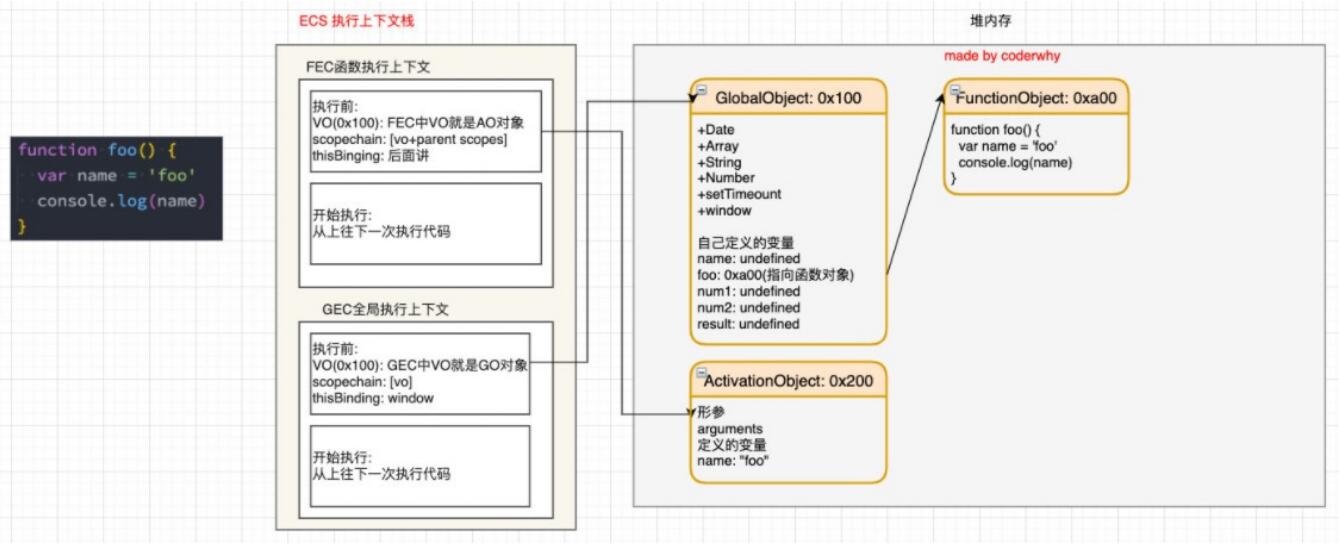 ECS 执行上下文栈
堆内存
function foo() {
var name = 'foo'
console.log(name)
}
FEC函数执行上下文
执行前:
VO(0x100): FEC中VO就是AO对象
scopechain: [vo+parent scopes]
thisBinging: 后面讲
开始执行:
从上往下一次执行代码
GEC全局执行上下文
执行前:
VO(0x100): GEC中VO就是GO对象
scopechain: [vo]
thisBinding: window
开始执行:
从上往下一次执行代码
made by coderwhy
GlobalObject: 0x100
+Date
+Array
+String
+Number
+setTimeount
+window
自己定义的变量
name: undefined
foo: 0xa00(指向函数对象)
num1: undefined
num2: undefined
result: undefined
FunctionObject: 0xa00
function foo() {
var name = 'foo'
console.log(name)
}
ActivationObject: 0x200
形参
arguments
定义的变量
name: "foo"